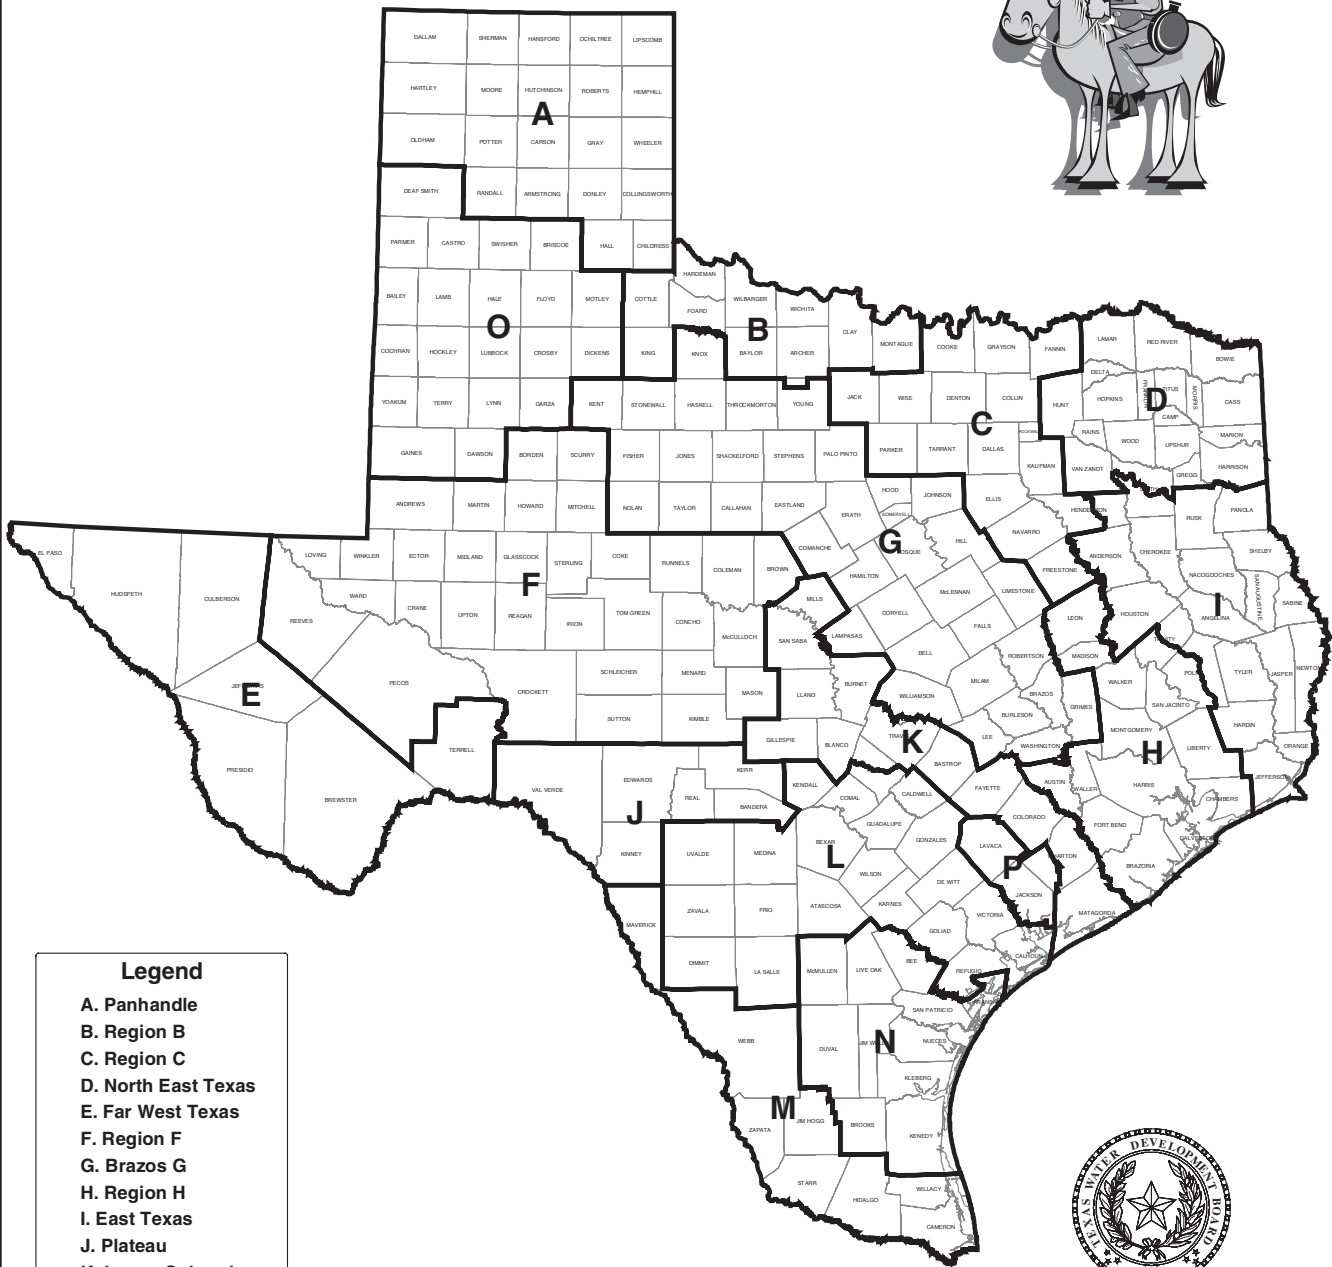 DALLAM SHERMAN HANSFORD OCHILTREE LIPSCOMB
HARTLEY MOORE HUTCHINSON ROBERTS HEMPHILL
A
OLDHAM POTTER CARSON GRAY WHEELER
DEAF SMITH RANDALL ARMSTRONG DONLEY COLLINGSWORTH
PARMER CASTRO SWISHER BRISCOE HALL CHILDRESS
HARDEMAN
BAILEY LAMB HALE FLOYD MOTLEY COTTLE FOARD WILBARGER WICHITA
O B
CLAY MONTAGUE COOKE GRAYSON FANNIN LAMAR RED RIVER BOWIE
COCHRAN HOCKLEY LUBBOCK CROSBY DICKENS KING KNOX BAYLOR ARCHER
DELTA TITUS MORRIS CASS
FRANKLIN
D
YOAKUM TERRY LYNN GARZA KENT STONEWALL HASKELL THROCKMORTON YOUNG JACK WISE DENTON COLLIN HUNT HOPKINS
CAMP
C
ROCKWALL RAINS WOOD UPSHUR MARION
GAINES DAWSON BORDEN SCURRY FISHER JONES SHACKELFORD STEPHENS PALO PINTO PARKER TARRANT DALLAS KAUFMAN VAN ZANDT GREGG HARRISON
ANDREWS MARTIN HOWARD MITCHELL NOLAN TAYLOR CALLAHAN EASTLAND ERATH HOOD JOHNSON ELLIS HENDERSON RUSK PANOLA
SOMERVELL
G
EL PASO HUDSPETH CULBERSON LOVING WINKLER ECTOR MIDLAND GLASSCOCK STERLING COKE RUNNELS COLEMAN BROWN COMANCHE BOSQUE HILL NAVARRO ANDERSON CHEROKEE SHELBY
F
REEVES WARD CRANE UPTON REAGAN IRION TOM GREEN CONCHO McCULLOCH MILLS HAMILTON McLENNAN LIMESTONE FREESTONE NACOGDOCHES SAN AUGUSTINE SABINE
I
SAN SABA LAMPASAS CORYELL FALLS LEON HOUSTON ANGELINA
TRINITY
JEFF DAVIS PECOS CROCKETT SCHLEICHER MENARD MASON LLANO BURNET BELL MILAM ROBERTSON MADISON WALKER POLK TYLER JASPER NEWTON
E
SUTTON KIMBLE WILLIAMSON BRAZOS GRIMES SAN JACINTO
BURLESON MONTGOMERY HARDIN
PRESIDIO BREWSTER TERRELL GILLESPIE BLANCO TRAVIS LEE WASHINGTON LIBERTY ORANGE
K H
VAL VERDE EDWARDS KERR KENDALL BASTROP FAYETTE AUSTIN WALLER HARRIS JEFFERSON
J
REAL BANDERA COMAL CALDWELL COLORADO FORT BEND CHAMBERS
KINNEY UVALDE MEDINA BEXAR GUADALUPE GONZALES LAVACA WHARTON BRAZORIA GALVESTON
L P
WILSON DE WITT JACKSON
MAVERICK ZAVALA FRIO ATASCOSA KARNES VICTORIA MATAGORDA
GOLIAD
DIMMIT LA SALLE McMULLEN LIVE OAK BEE REFUGIO CALHOUN
ARANSAS
SAN PATRICIO
WEBB DUVAL JIM WELLS NUECES
N
KLEBERG
M
ZAPATA JIM HOGG BROOKS KENEDY
STARR HIDALGO WILLACY
CAMERON
Legend
A. Panhandle
B. Region B
C. Region C
D. North East Texas
E. Far West Texas
F. Region F
G. Brazos G
H. Region H
I. East Texas
J. Plateau
TEXAS WATER DEVELOPMENT BOARD